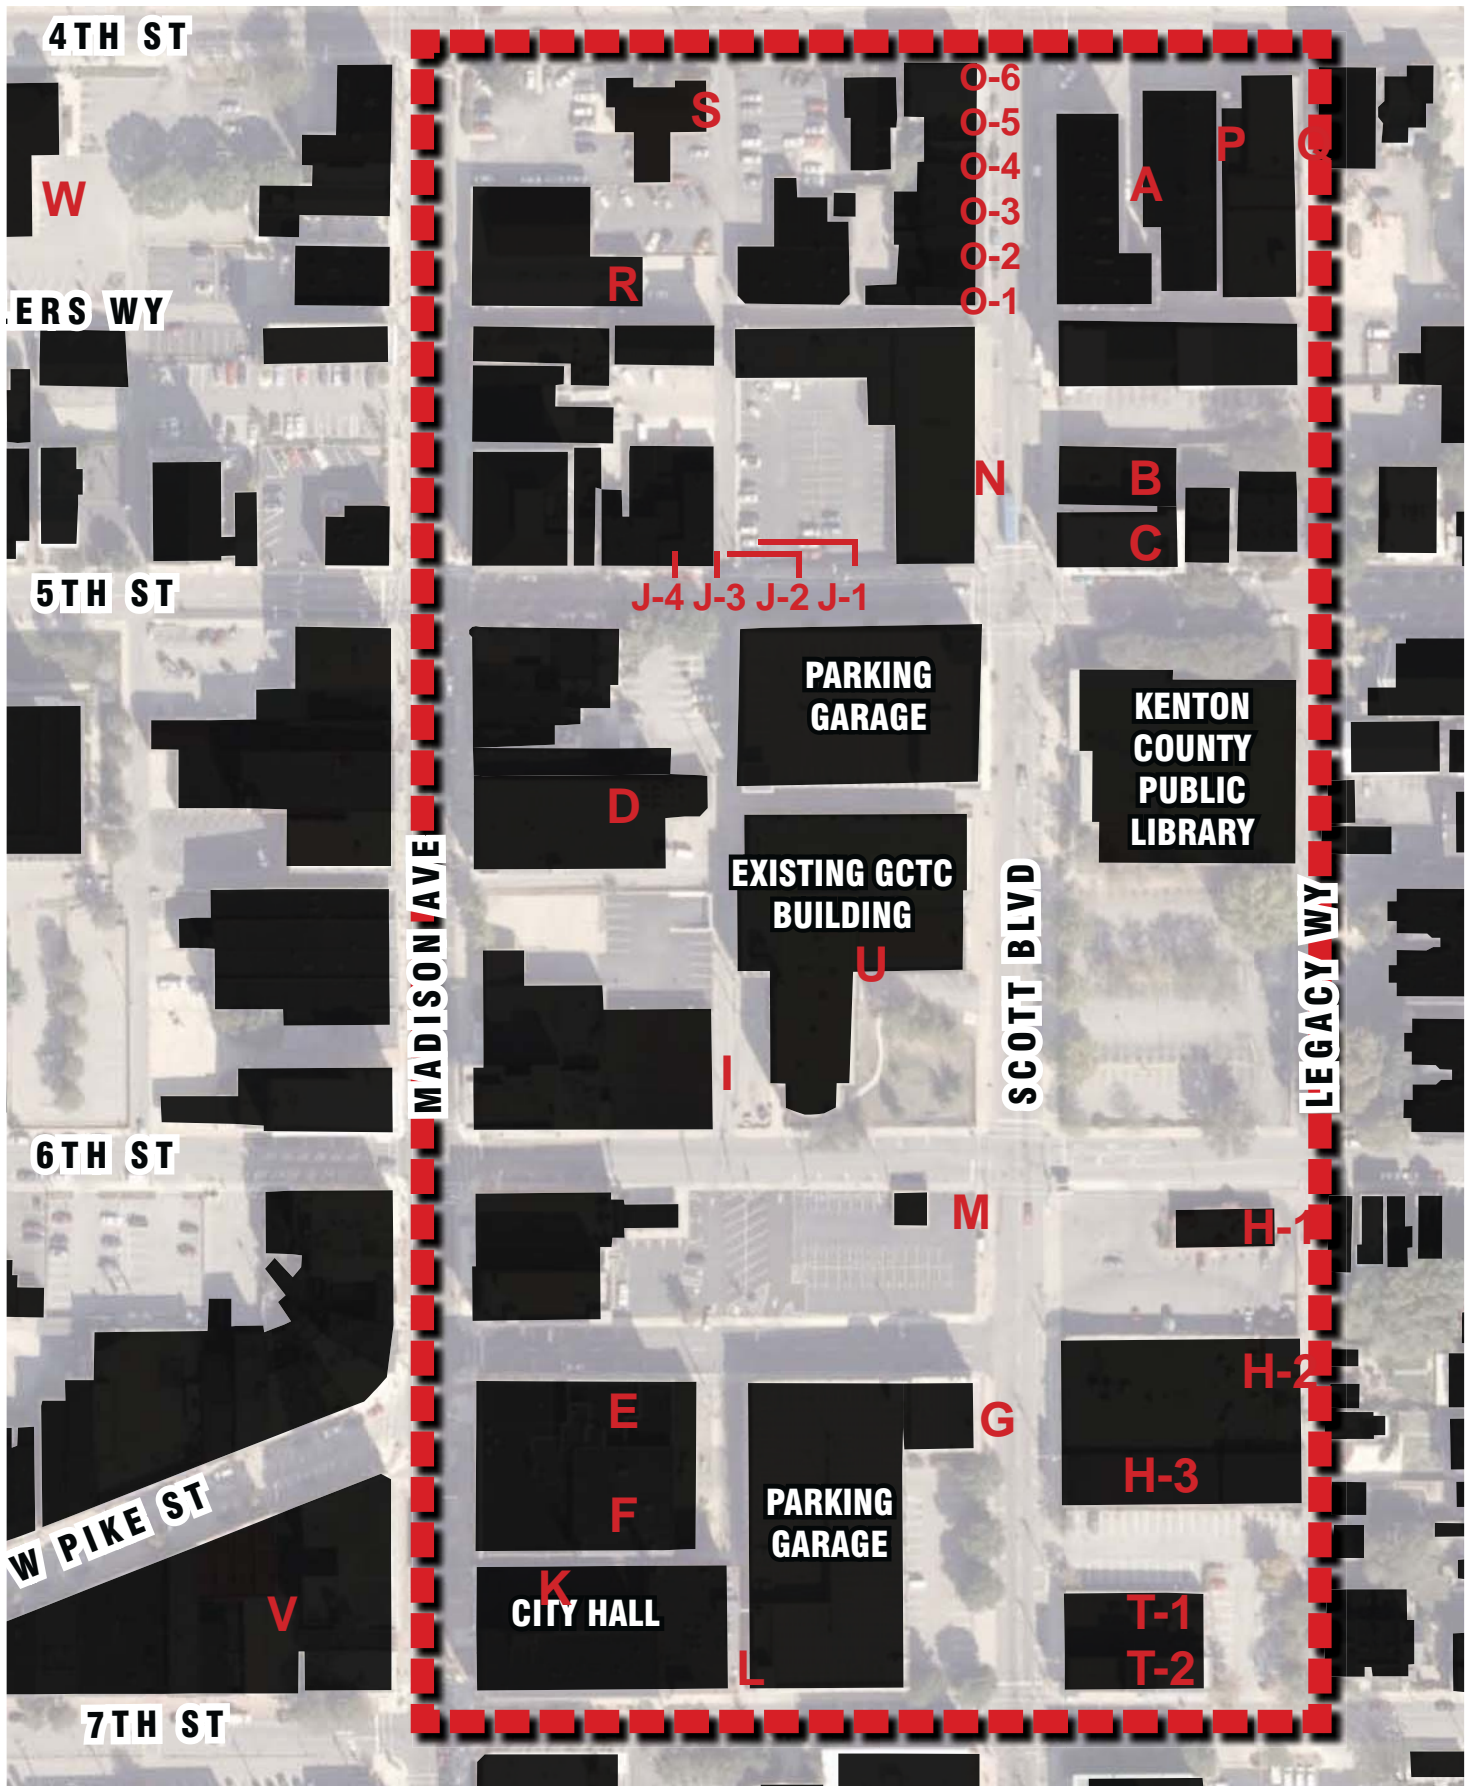 4TH ST
O-6
S
O-5
P
Q
O-4
W
A
O-3
O-2
R
O-1
ERS WY
N
B
C
5TH ST
J-4 J-3 J-2 J-1
PARKING
GARAGE
KENTON
COUNTY
PUBLIC
LIBRARY
D
MADISON AVE
EXISTING GCTC
BUILDING
U
SCOTT BLVD
LEGACY WY
I
6TH ST
M
H-1
H-2
E
G
H-3
F
PARKING
GARAGE
W PIKE ST
K
CITY HALL
V
T-1
L
T-2
7TH ST